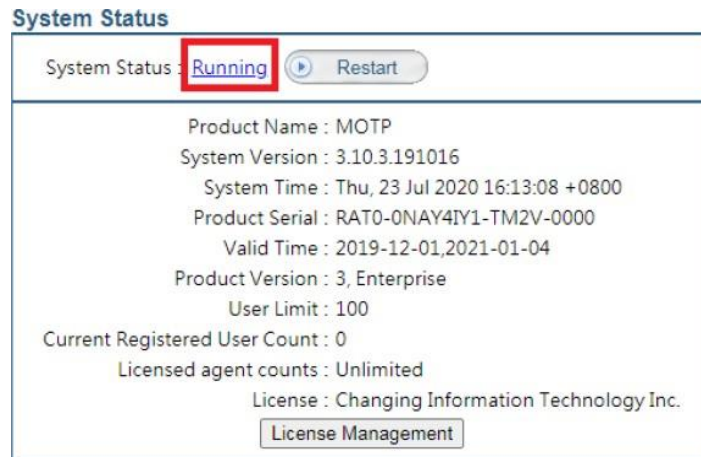 System Status
System Status : Running Restart
Product Name : MOTP
System Version : 3.10.3.191016
System Time : Thu, 23 Jul 2020 16:13:08 +0800
Product Serial : RAT0-0NAY4IY1-TM2V-0000
Valid Time : 2019-12-01,2021-01-04
Product Version : 3, Enterprise
User Limit : 100
Current Registered User Count : 0
Licensed agent counts : Unlimited
License : Changing Information Technology Inc.
License Management